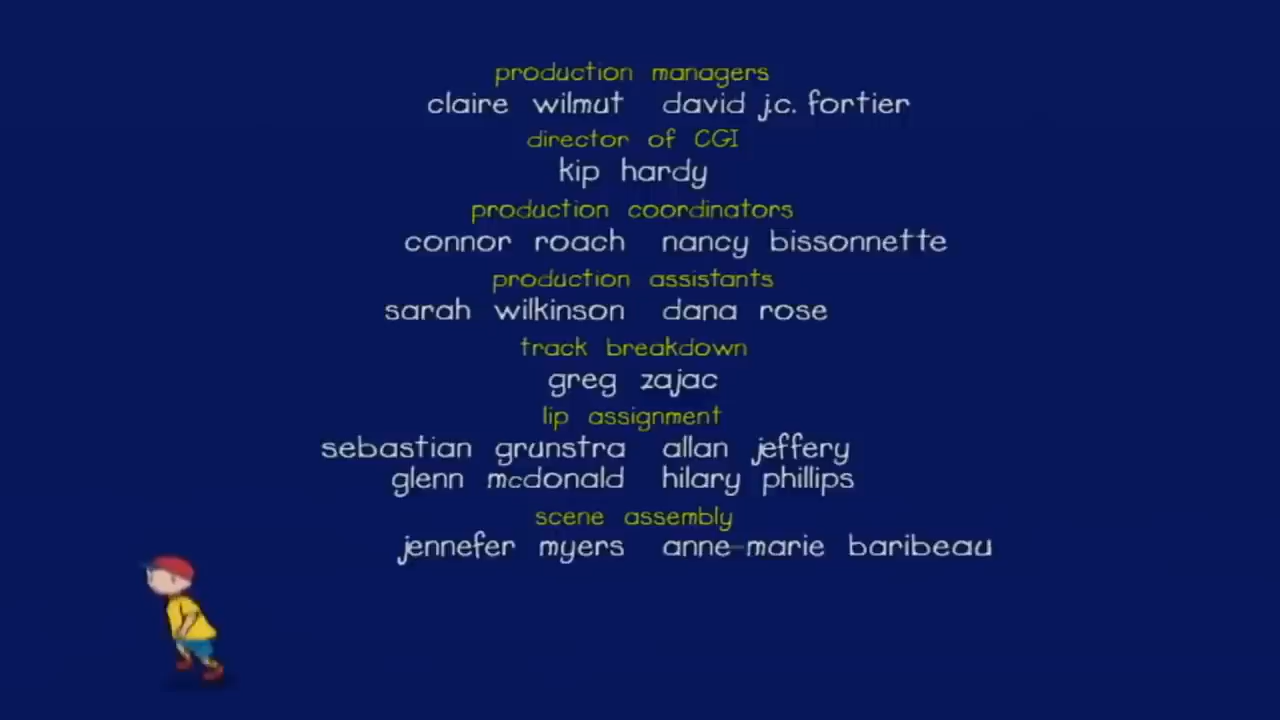 production managers
claire wilmut david j.c. fortier
director of CGI
kip hardy
production coordinators
connor roach nancy bissonnette
production assistants
sarah wilkinson dana rose
track breakdown
greg zajac
lip assignment
sebastian grunstra allan jeffery
glenn mcdonald hilary phillips
scene assembly
jennefer myers anne-marie baribeau